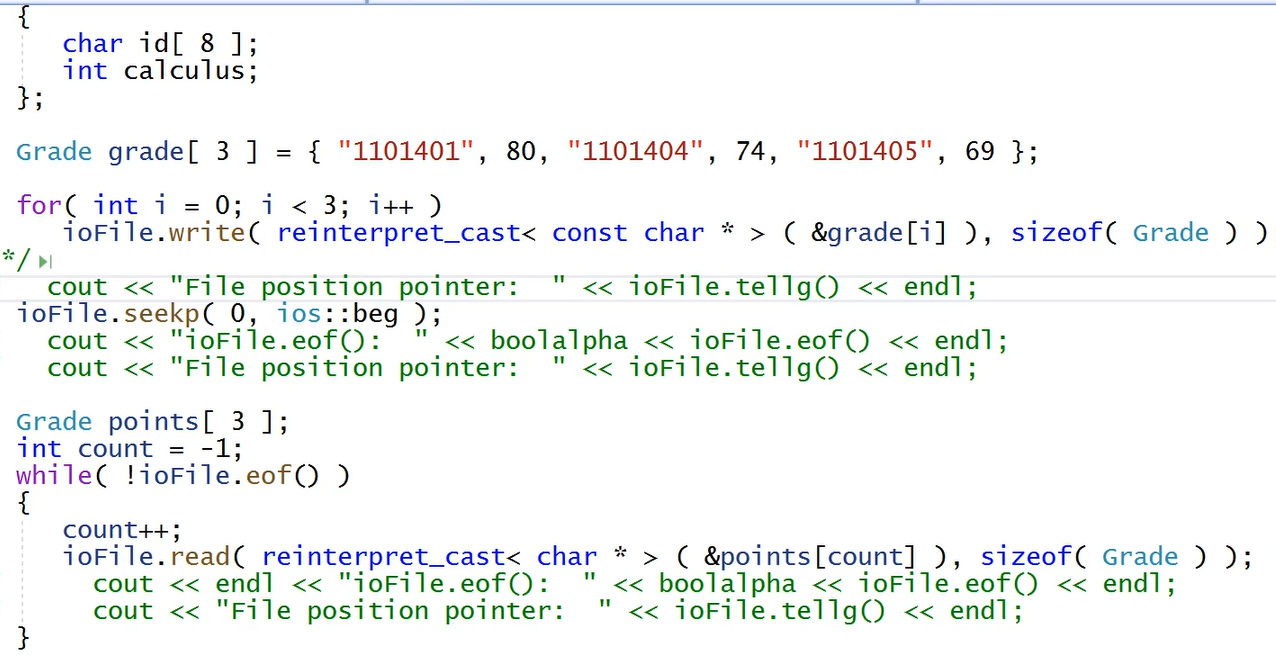 {
   char id[ 8 ];
   int calculus;
};

Grade grade[ 3 ] = { "1101401", 80, "1101404", 74, "1101405", 69 };

for( int i = 0; i < 3; i++ )
   ioFile.write( reinterpret_cast< const char * > ( &grade[i] ), sizeof( Grade ) )
*/
  cout << "File position pointer:  " << ioFile.tellg() << endl;
ioFile.seekp( 0, ios::beg );
  cout << "ioFile.eof():  " << boolalpha << ioFile.eof() << endl;
  cout << "File position pointer:  " << ioFile.tellg() << endl;

Grade points[ 3 ];
int count = -1;
while( !ioFile.eof() )
{
   count++;
   ioFile.read( reinterpret_cast< char * > ( &points[count] ), sizeof( Grade ) );
     cout << endl << "ioFile.eof():  " << boolalpha << ioFile.eof() << endl;
     cout << "File position pointer:  " << ioFile.tellg() << endl;
}